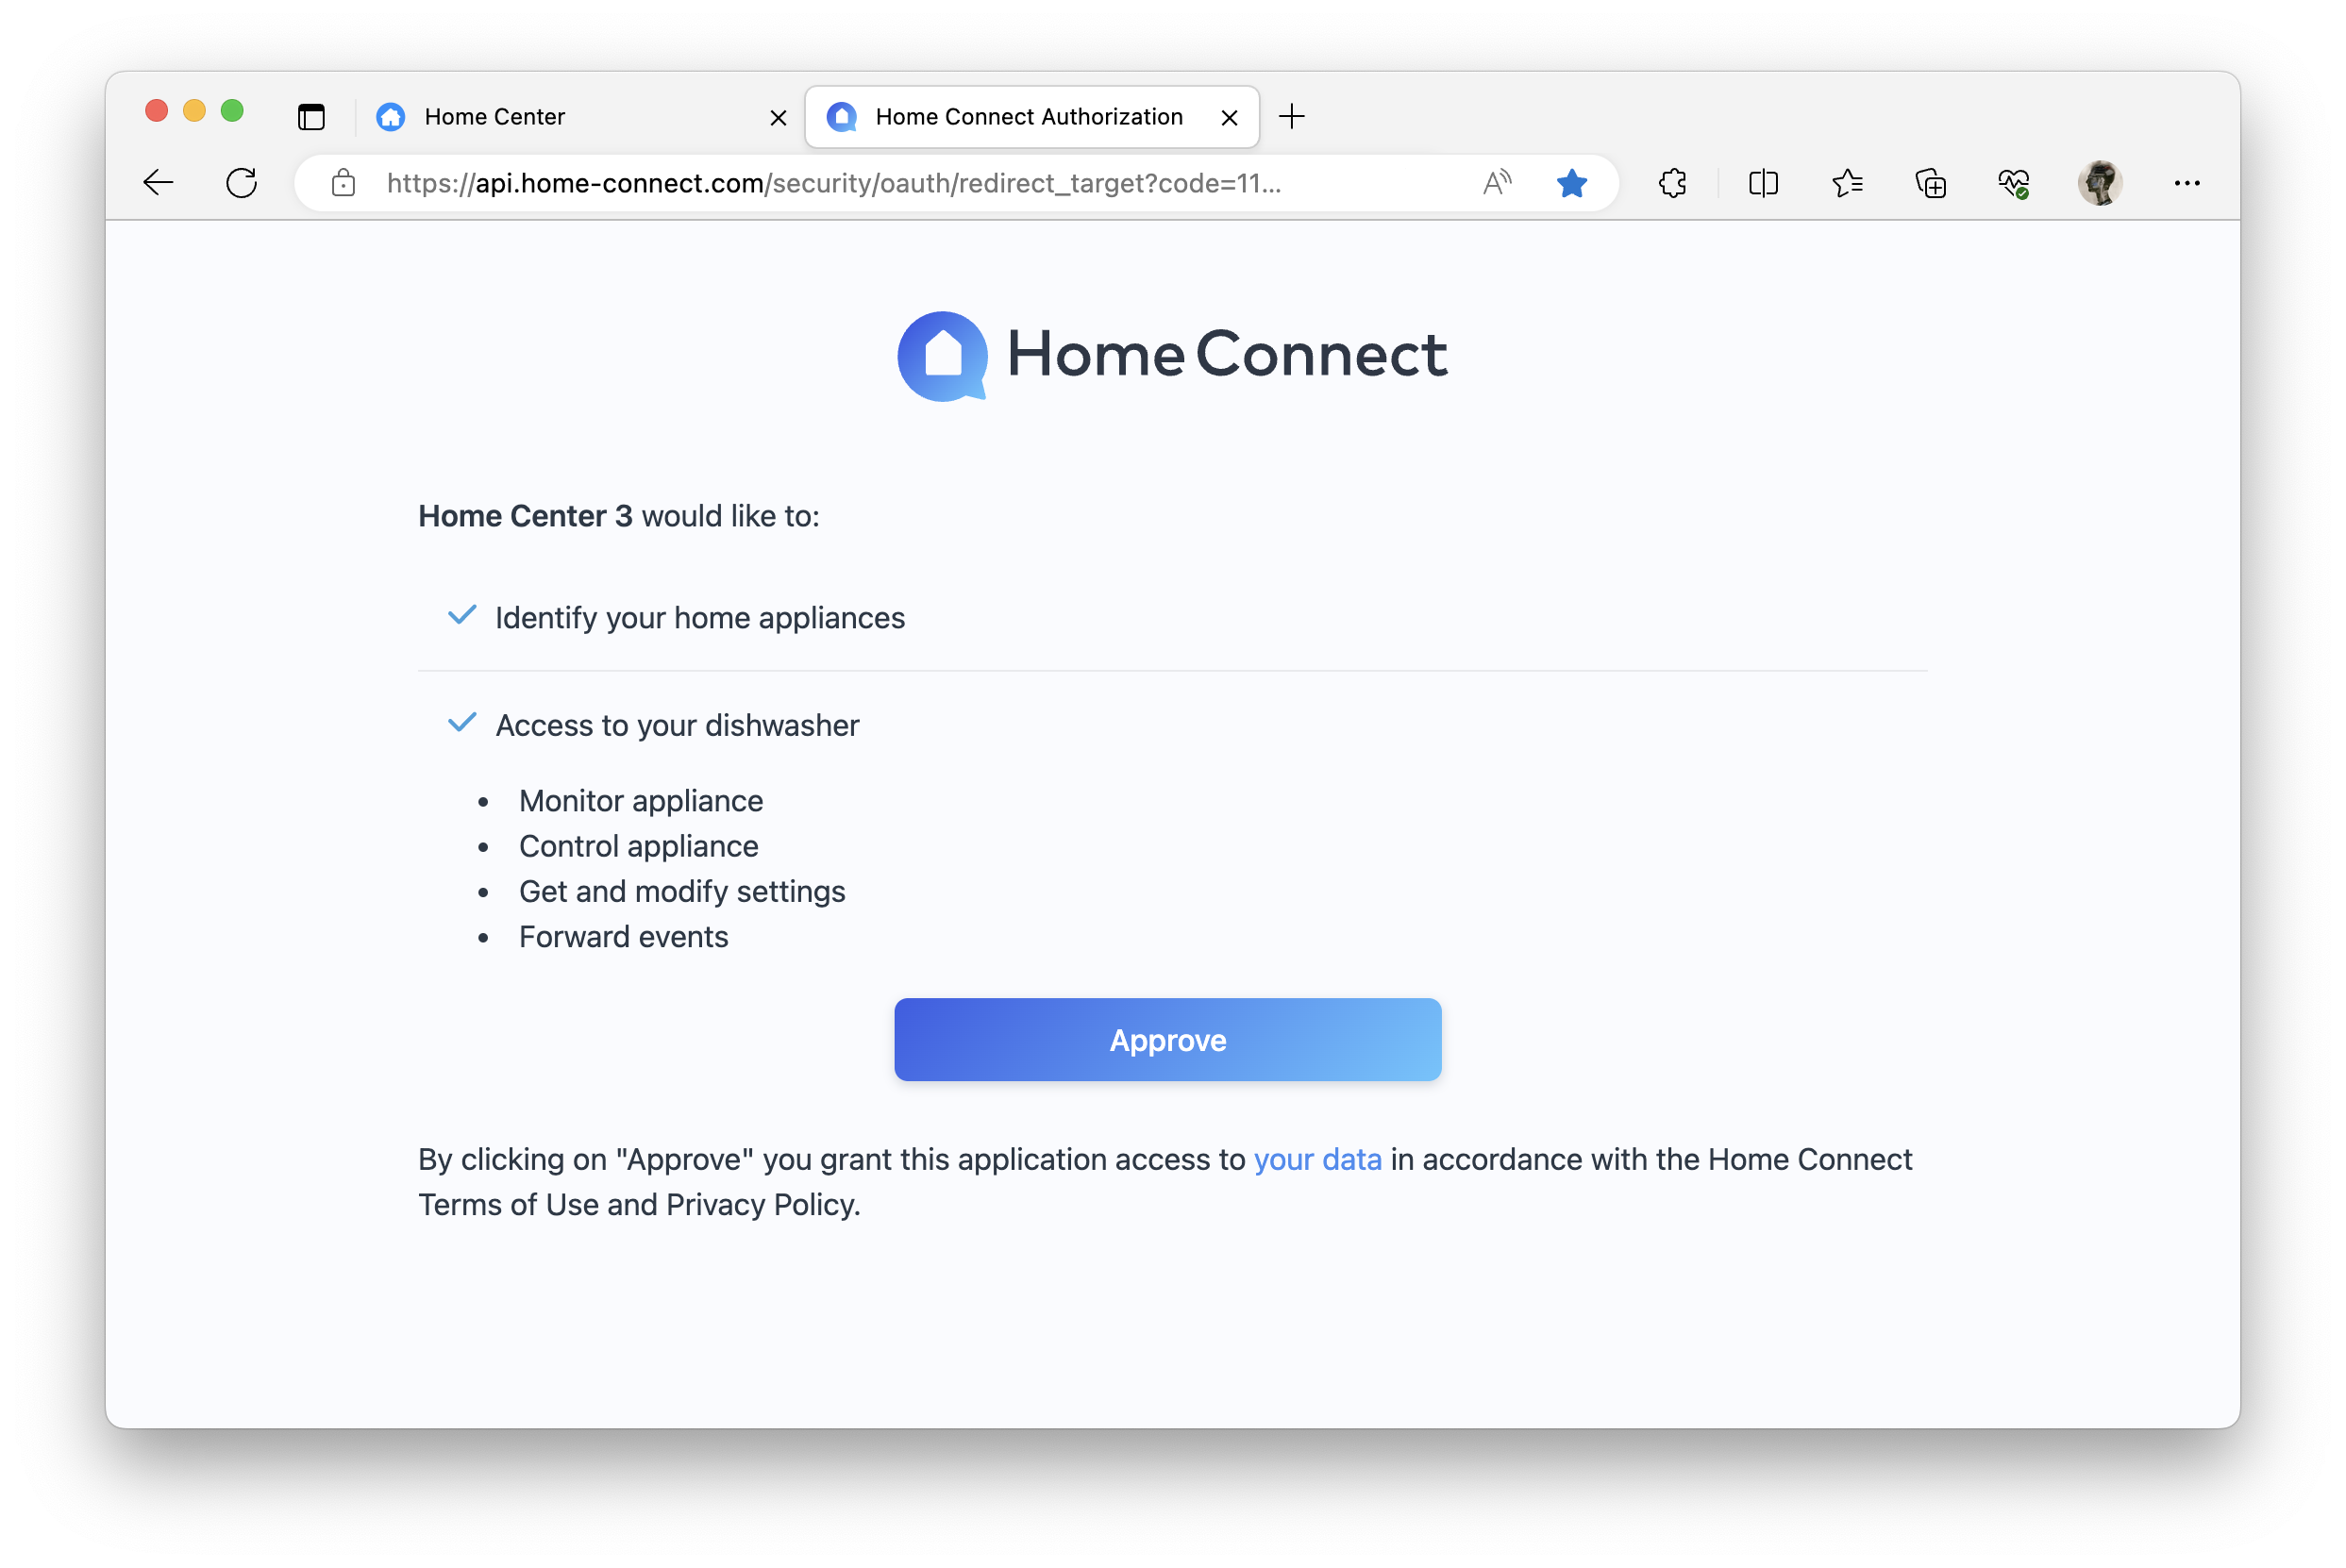 Home Center
Home Connect Authorization
https://api.home-connect.com/security/oauth/redirect_target?code=11...
Home Connect
Home Center 3 would like to:
Identify your home appliances
Access to your dishwasher
• Monitor appliance
• Control appliance
• Get and modify settings
• Forward events
Approve
By clicking on "Approve" you grant this application access to your data in accordance with the Home Connect
Terms of Use and Privacy Policy.